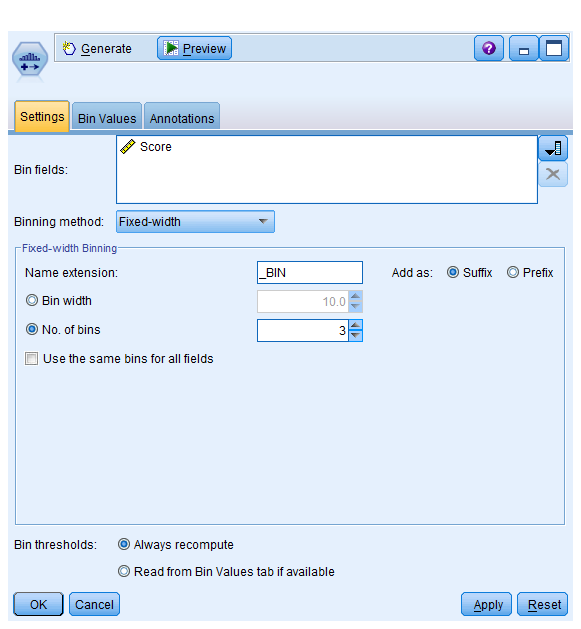 Generate Preview ?
Settings Bin Values Annotations
Score
Bin fields:
Binning method: Fixed-width
Fixed-width Binning
Name extension: _BIN Add as: Suffix Prefix
Bin width 10.0
No. of bins 3
Use the same bins for all fields
Bin thresholds: Always recompute
Read from Bin Values tab if available
OK Cancel Apply Reset